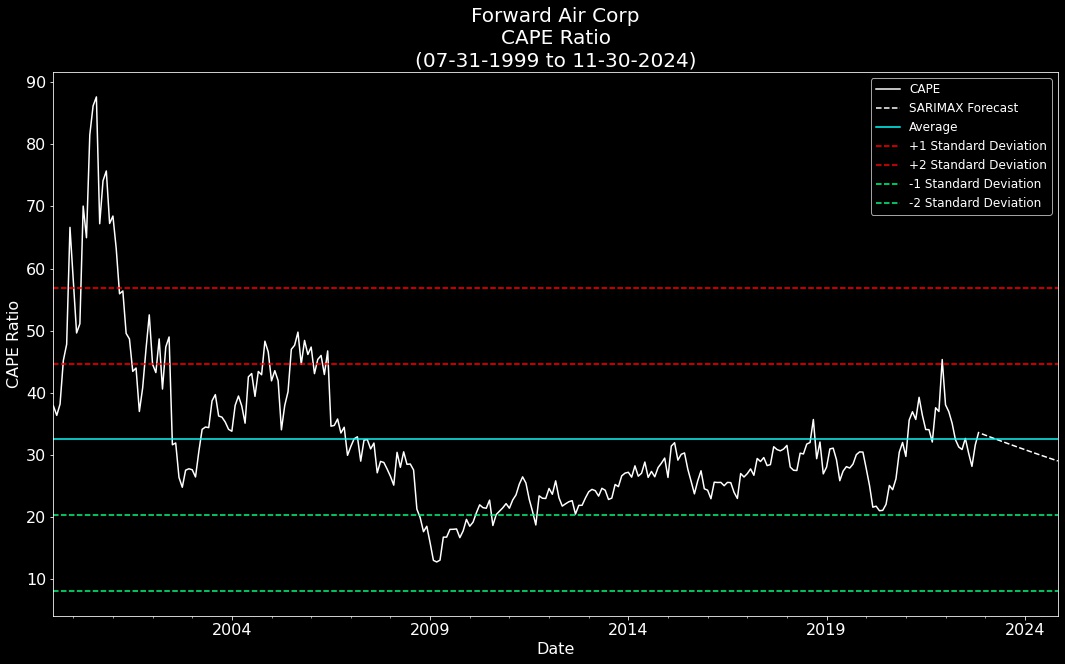 Forward Air Corp
CAPE Ratio
(07-31-1999 to 11-30-2024)
CAPE
SARIMAX Forecast
Average
+1 Standard Deviation
+2 Standard Deviation
-1 Standard Deviation
-2 Standard Deviation
CAPE Ratio
90
80
70
60
50
40
30
20
10
2004
2009
2014
2019
2024
Date